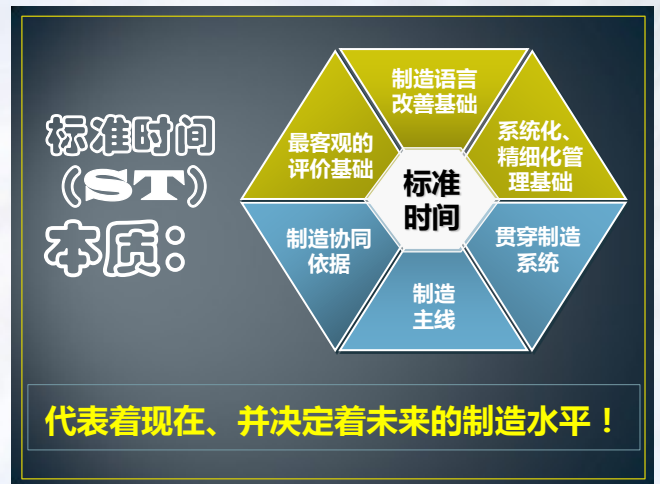 标准时间
（ST）
本质：
制造语言
改善基础
最客观的
评价基础
系统化、
精细化管
理基础
标准
时间
制造协同
依据
贯穿制造
系统
制造
主线
代表着现在、并决定着未来的制造水平！